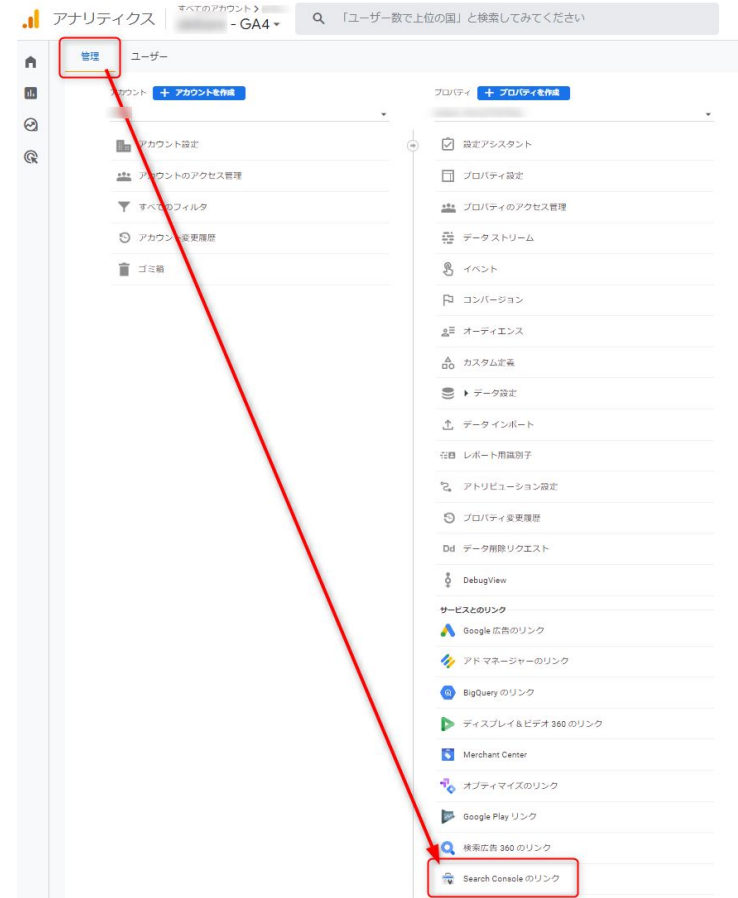 アナリティクス
すべてのアカウント >
- GA4
「ユーザー数で上位の国」と検索してみてください
管理
ユーザー
アカウント
+ アカウントを作成
アカウント設定
アカウントのアクセス管理
すべてのフィルタ
アカウント変更履歴
ゴミ箱
プロパティ
+ プロパティを作成
設定アシスタント
プロパティ設定
プロパティのアクセス管理
データ ストリーム
イベント
コンバージョン
オーディエンス
カスタム定義
データ設定
データ インポート
レポート用識別子
アトリビューション設定
プロパティ変更履歴
Dd データ削除リクエスト
DebugView
サービスとのリンク
Google 広告のリンク
アド マネージャーのリンク
BigQuery のリンク
ディスプレイ＆ビデオ 360 のリンク
Merchant Center
オプティマイズのリンク
Google Play リンク
検索広告 360 のリンク
Search Console のリンク